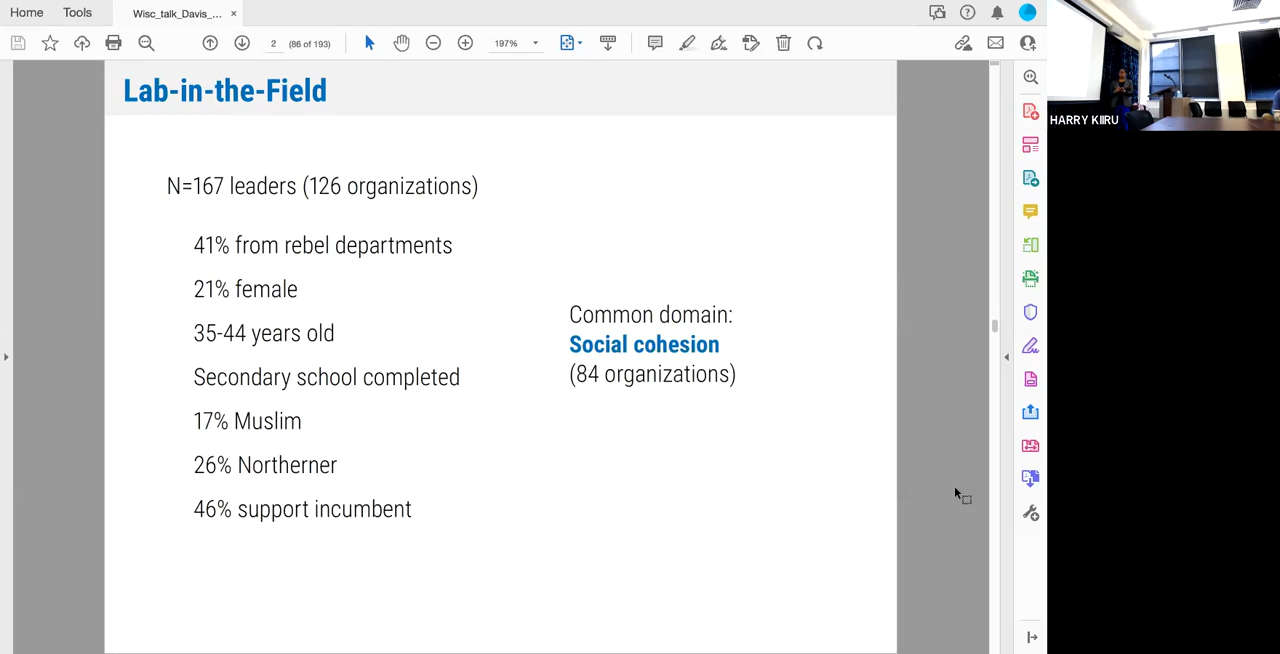 Home
Tools
Wisc_talk_Davis_... ×
2 (86 of 193)
197%
Lab-in-the-Field
N=167 leaders (126 organizations)
41% from rebel departments
21% female
35-44 years old
Secondary school completed
17% Muslim
26% Northerner
46% support incumbent
Common domain:
Social cohesion
(84 organizations)
HARRY KIIRU